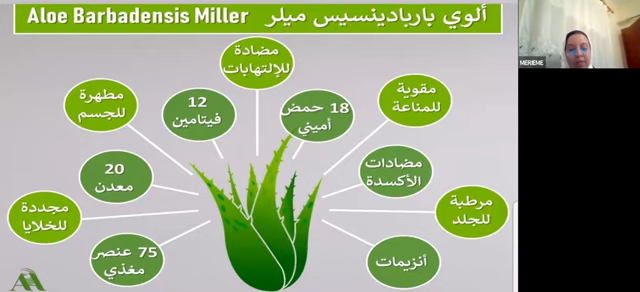 Aloe Barbadensis Miller ألوي باربادينسيس ميلر
مضادة
للإلتهابات
12
فيتامين
18 حمض
أميني
مطهرة
للجسم
مقوية
للمناعة
20
معدن
مضادات
الأكسدة
مجددة
للخلايا
مرطبة
للجلد
75 عنصر
مغذي
أنزيمات
MERIEME